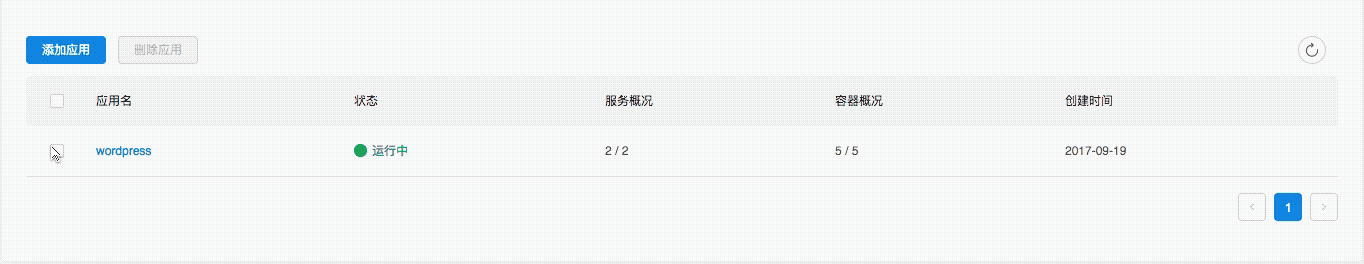 添加应用 删除应用
应用名 状态 服务概况 容器概况 创建时间
wordpress 运行中 2 / 2 5 / 5 2017-09-19
< 1 >